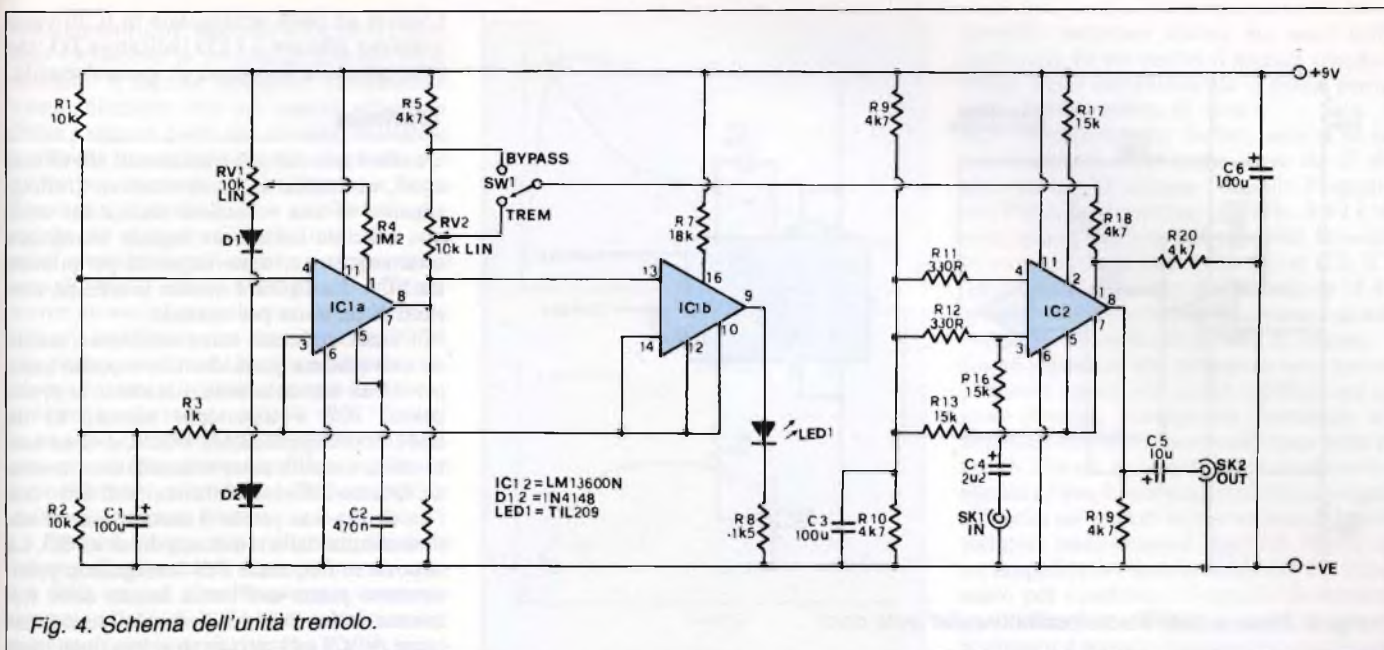 R1
10k
RV1
10k
LIN
D1
R4
1M2
R5
4k7
BYPASS
SW1
TREM
RV2
10k LIN
4
11
1
3
IC1a
8
7
5
6
R3
1k
R2
10k
C1
100u
D2
C2
470n
R7
18k
13
16
14
IC1b
9
10
12
LED1
R8
1k5
IC1 2=LM13600N
D1 2=IN4148
LED1=TIL209
R9
4k7
R11
330R
R12
330R
R13
15k
R16
15k
C4
2u2
SK1
IN
C3
100u
R10
4k7
R17
15k
R18
4k7
R20
4k7
4
11
2
1
8
7
3
IC2
5
6
C5
10u
SK2
OUT
R19
4k7
C6
100u
+9V
-VE
Fig. 4. Schema dell'unità tremolo.